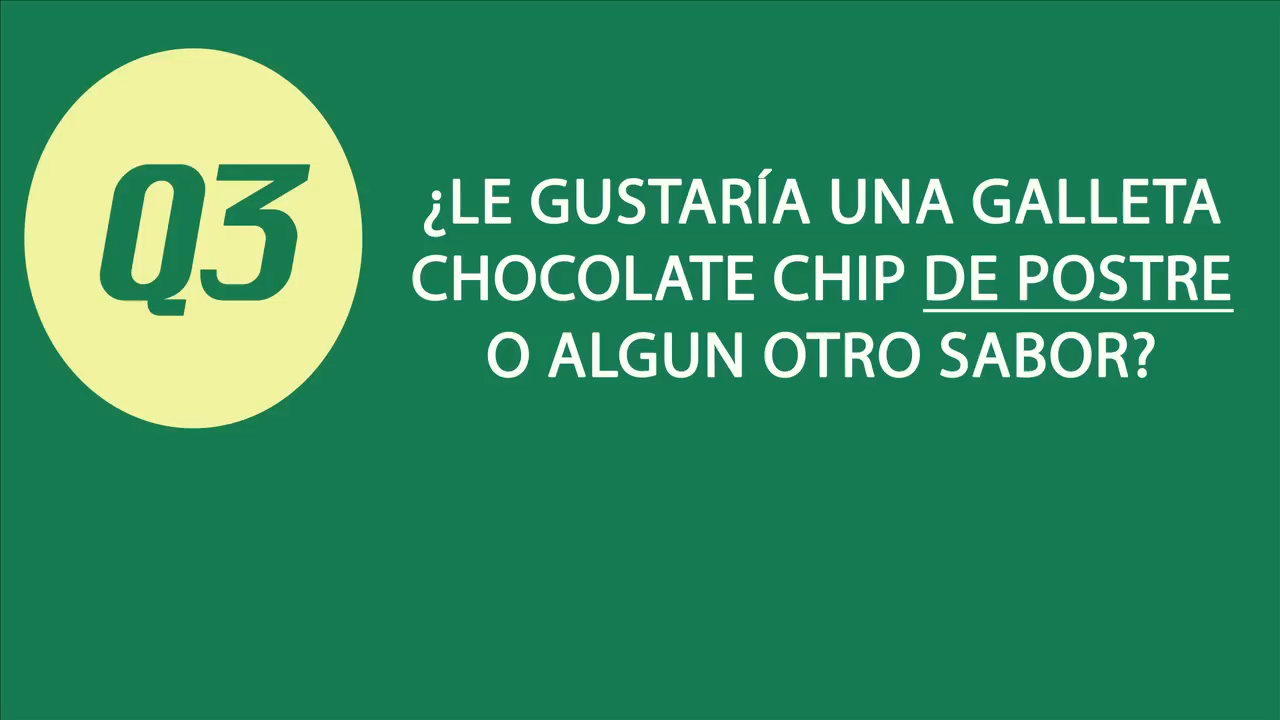 Q3
¿LE GUSTARÍA UNA GALLETA
CHOCOLATE CHIP DE POSTRE
O ALGUN OTRO SABOR?